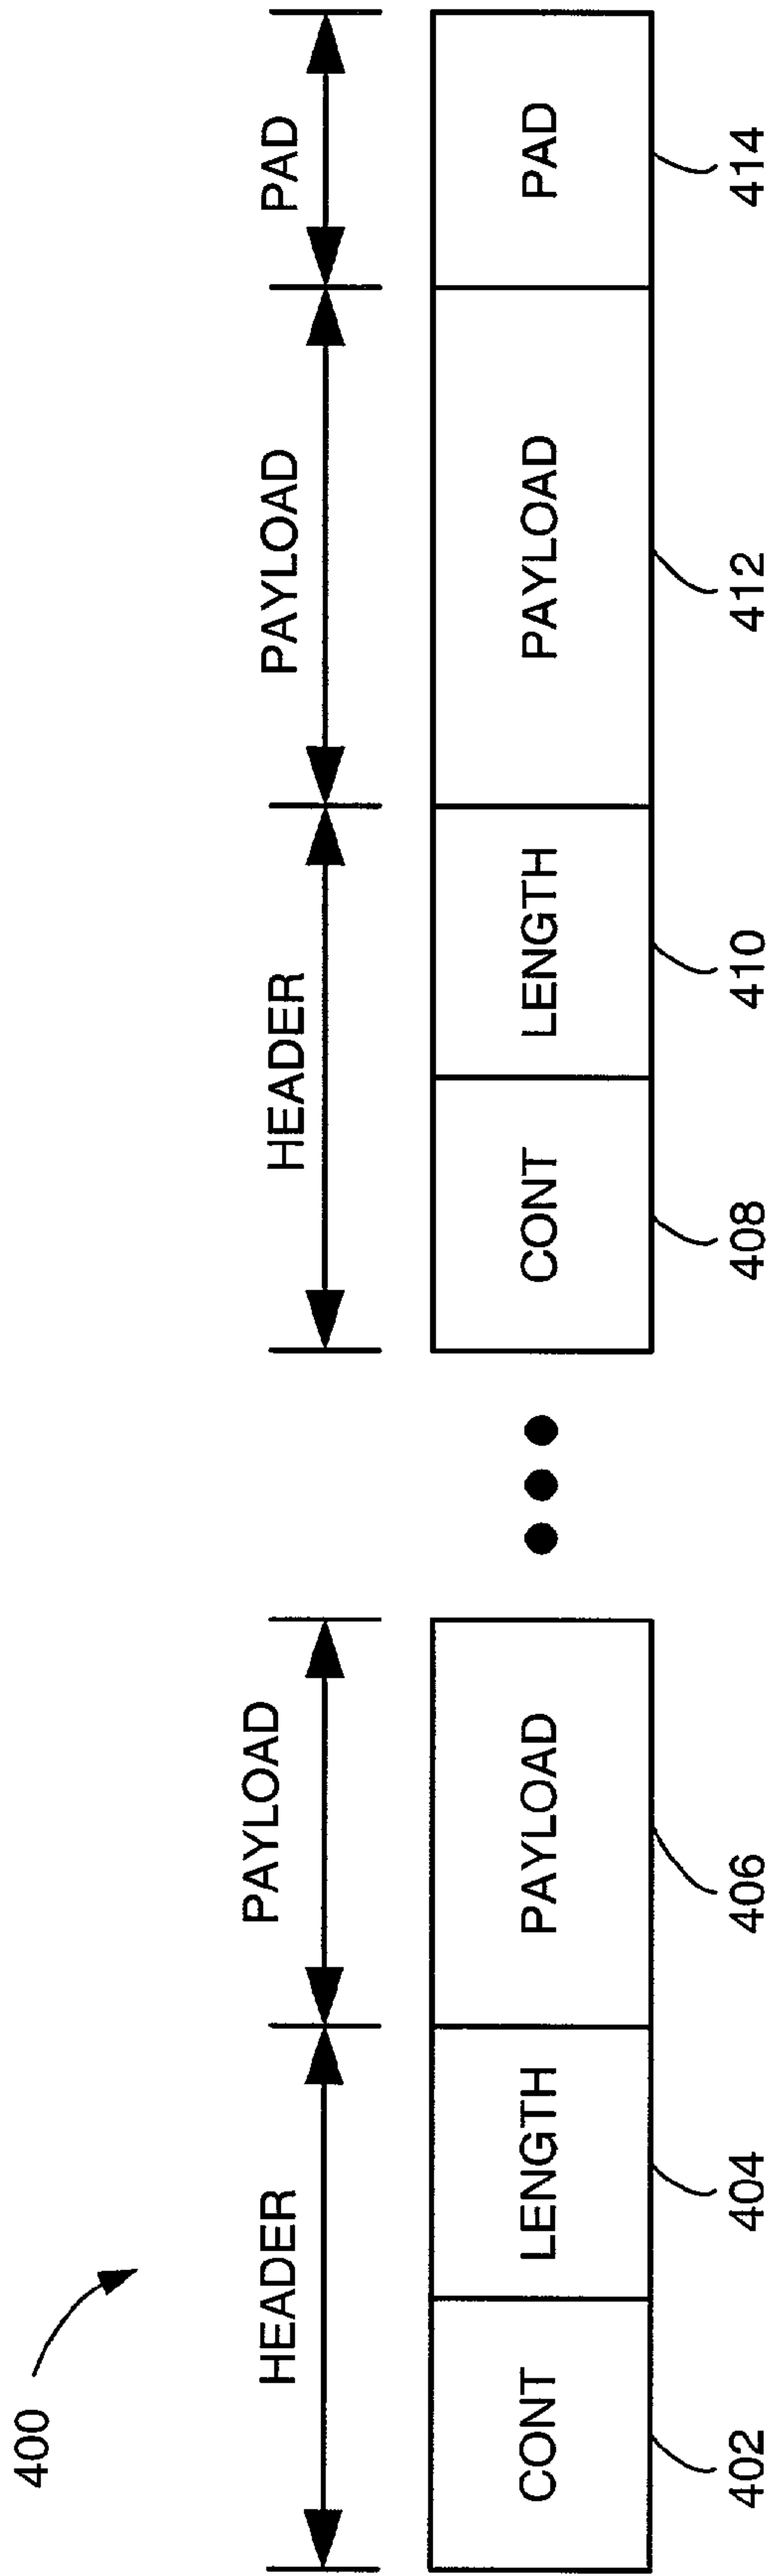 400
HEADER PAYLOAD HEADER PAYLOAD PAD
CONT LENGTH PAYLOAD CONT LENGTH PAYLOAD PAD
402 404 406 408 410 412 414